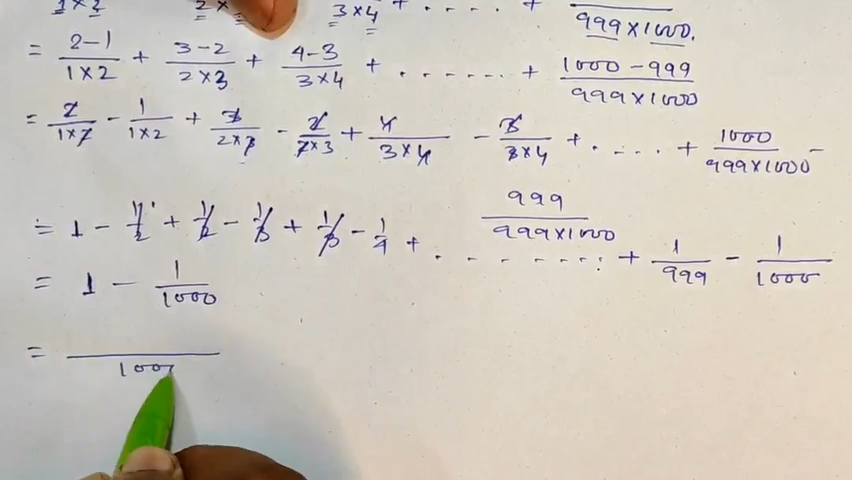 3×4 + ..... + 999×1000.
= 2-1/1×2 + 3-2/2×3 + 4-3/3×4 + ....... + 1000-999/999×1000
= 2/1×2 - 1/1×2 + 3/2×3 - 2/2×3 + 4/3×4 - 3/3×4 + ..... + 1000/999×1000 -
999/999×1000
= 1 - 1/2 + 1/2 - 1/3 + 1/3 - 1/4 + ......... + 1/999 - 1/1000
= 1 - 1/1000
= /100